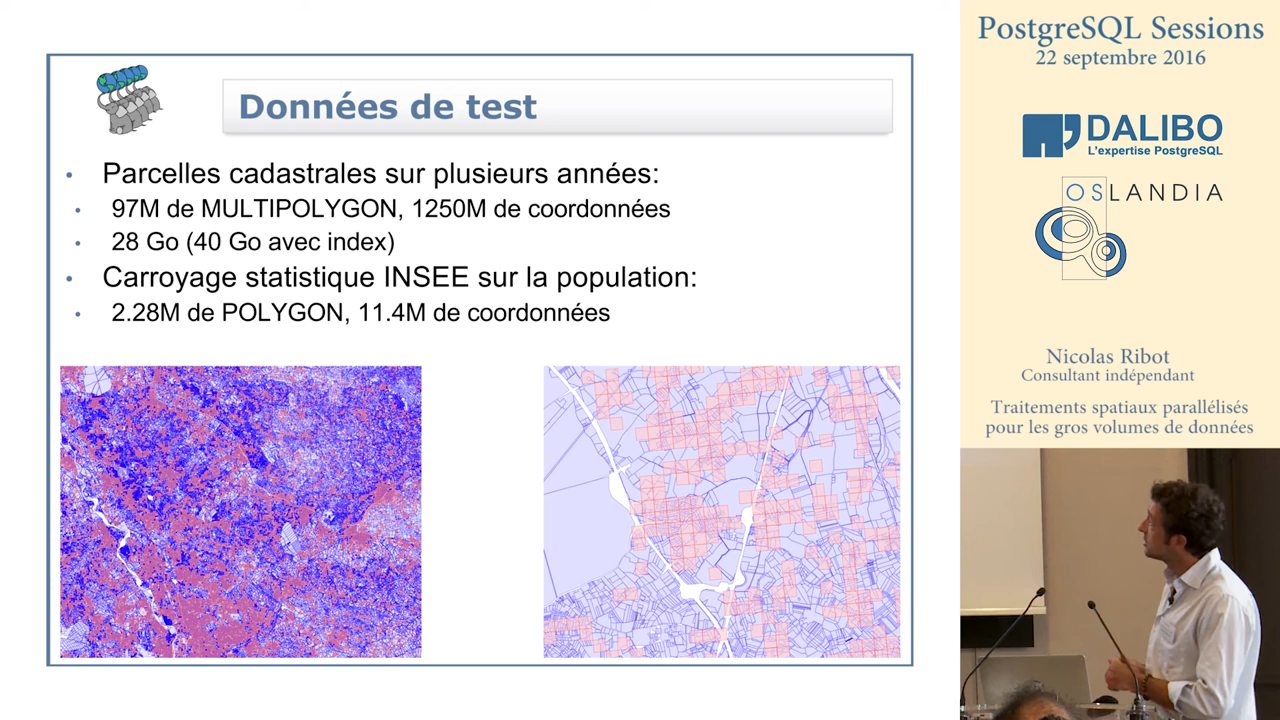 Données de test
Parcelles cadastrales sur plusieurs années:
97M de MULTIPOLYGON, 1250M de coordonnées
28 Go (40 Go avec index)
Carroyage statistique INSEE sur la population:
2.28M de POLYGON, 11.4M de coordonnées
PostgreSQL Sessions
22 septembre 2016
DALIBO
L'expertise PostgreSQL
OSLANDIA
Nicolas Ribot
Consultant indépendant
Traitements spatiaux parallélisés
pour les gros volumes de données